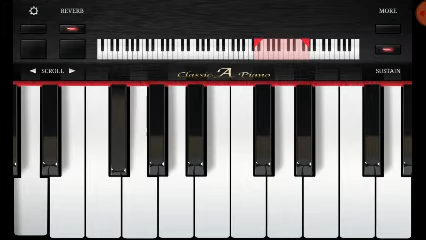 REVERB
MORE
◄ SCROLL ►
Classic A Piano
SUSTAIN